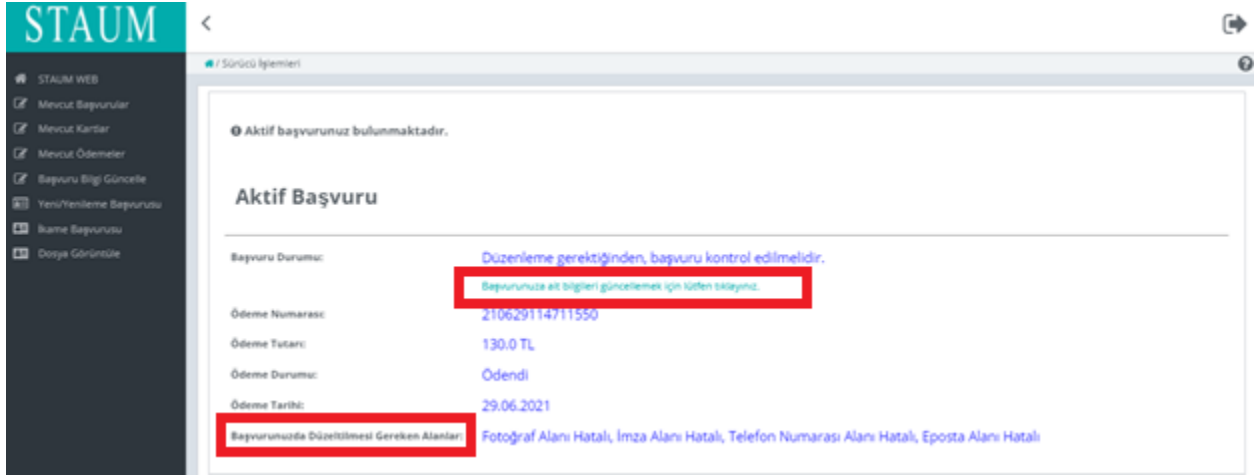 STAUM
/ Sürücü İşlemleri
STAUM WEB
Mevcut Başvurular
Mevcut Kartlar
Mevcut Ödemeler
Başvuru Bilgi Güncelle
Yeni/Yenileme Başvurusu
İkame Başvurusu
Dosya Görüntüle
Aktif başvurunuz bulunmaktadır.
Aktif Başvuru
Başvuru Durumu: Düzenleme gerektiğinden, başvuru kontrol edilmelidir.
Başvurunuza ait bilgileri güncellemek için lütfen tıklayınız.
Ödeme Numarası: 210629114711550
Ödeme Tutarı: 130.0 TL
Ödeme Durumu: Ödendi
Ödeme Tarihi: 29.06.2021
Başvurunuzda Düzeltilmesi Gereken Alanlar: Fotoğraf Alanı Hatalı, İmza Alanı Hatalı, Telefon Numarası Alanı Hatalı, Eposta Alanı Hatalı